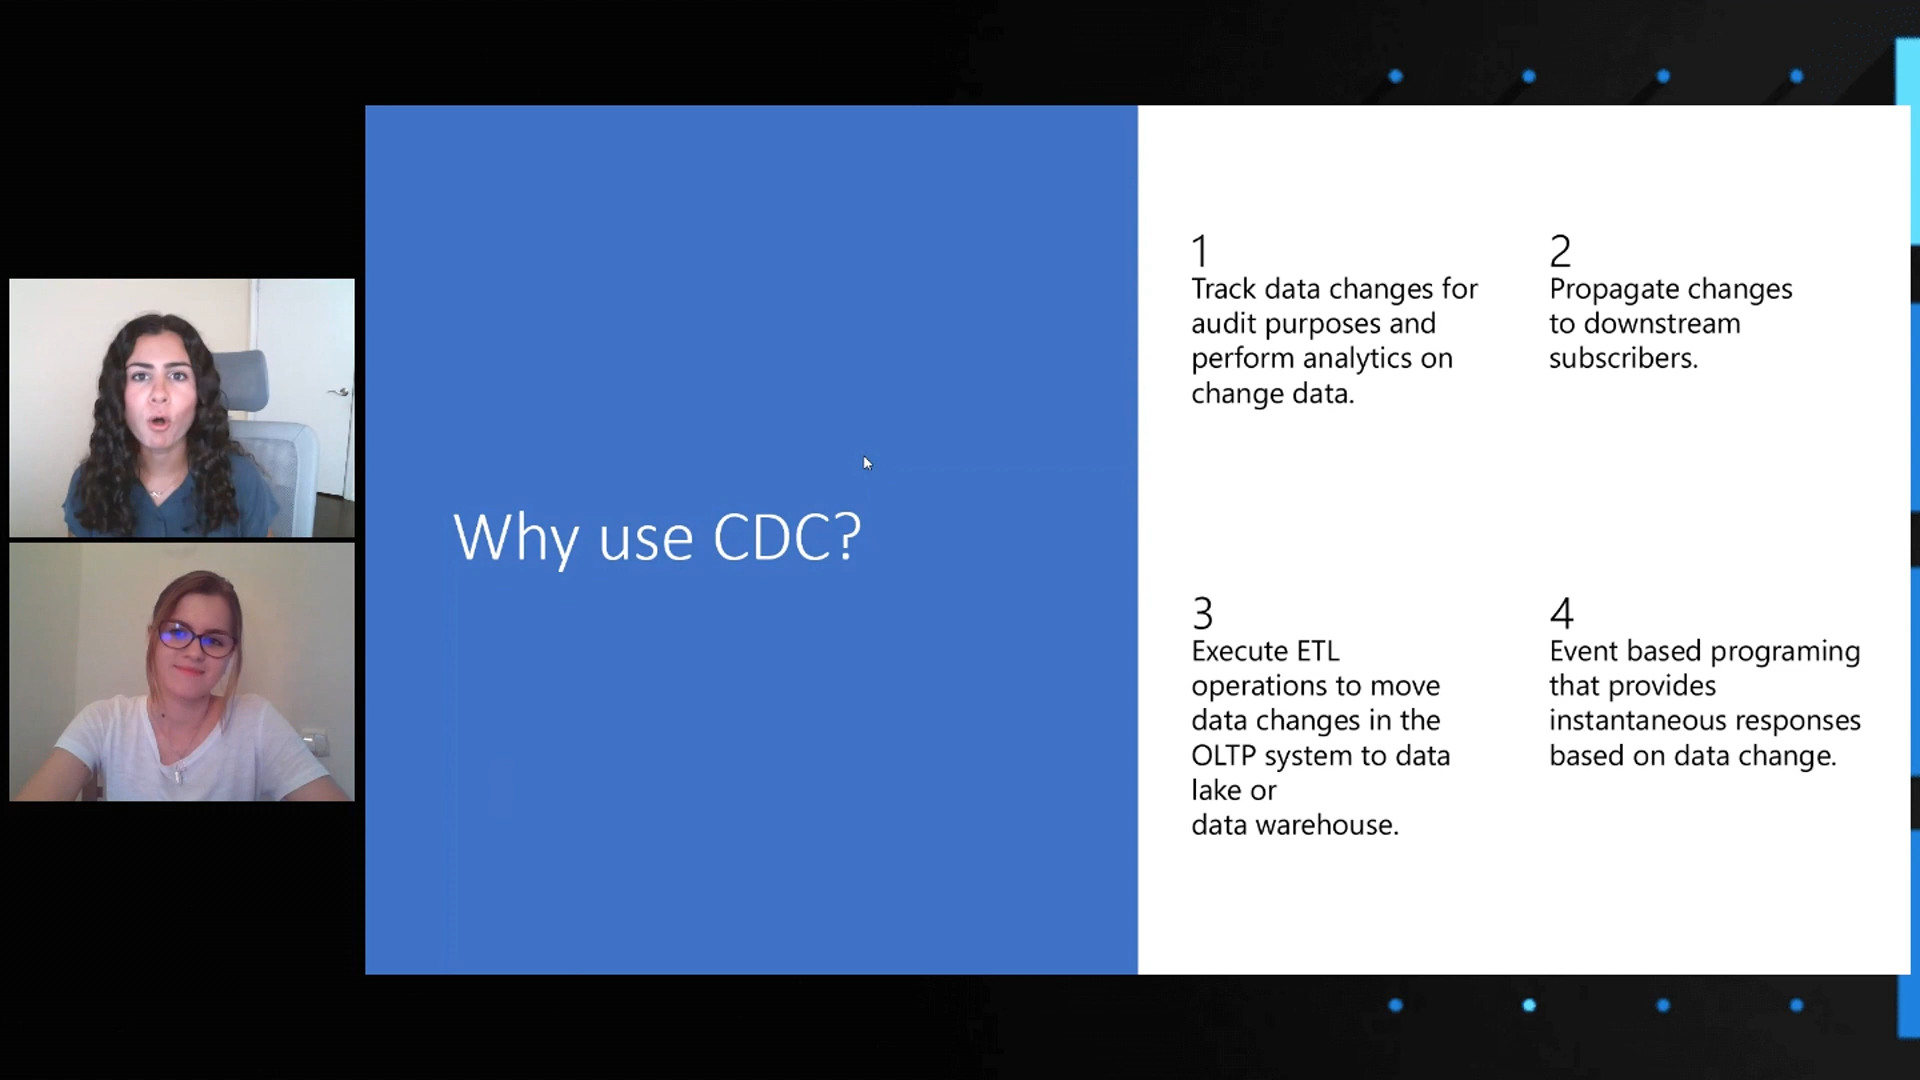 Why use CDC?
1
Track data changes for
audit purposes and
perform analytics on
change data.
2
Propagate changes
to downstream
subscribers.
3
Execute ETL
operations to move
data changes in the
OLTP system to data
lake or
data warehouse.
4
Event based programing
that provides
instantaneous responses
based on data change.